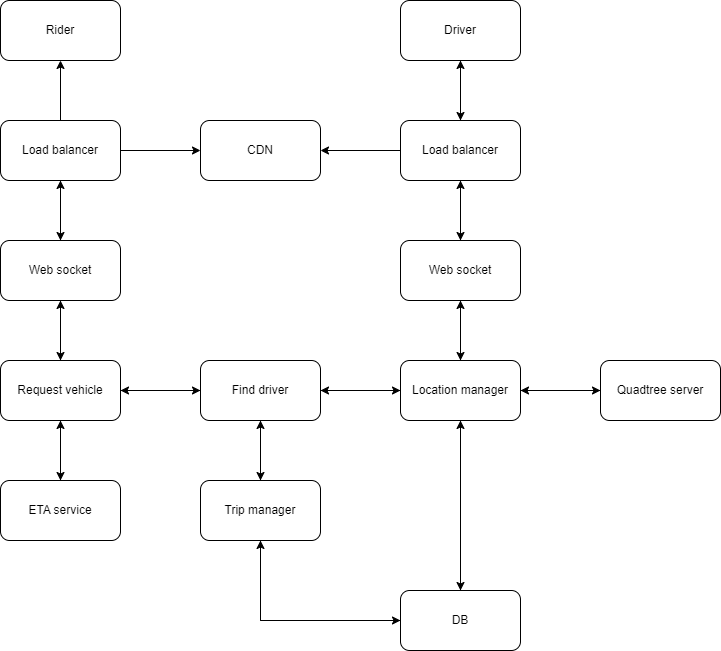 Rider
Driver
Load balancer
CDN
Load balancer
Web socket
Web socket
Request vehicle
Find driver
Location manager
Quadtree server
ETA service
Trip manager
DB